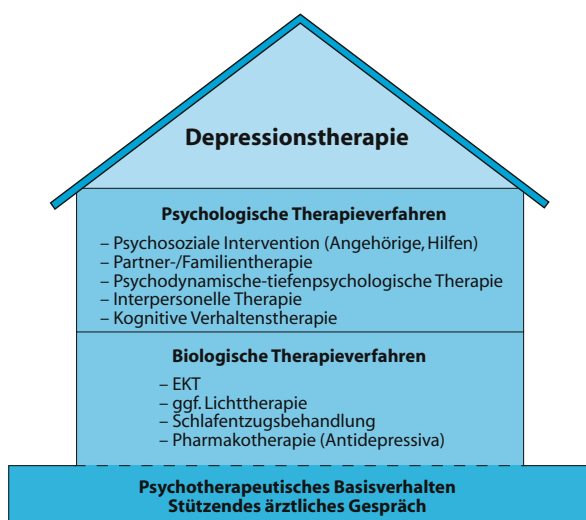 Depressionstherapie
Psychologische Therapieverfahren
– Psychosoziale Intervention (Angehörige, Hilfen)
– Partner-/Familientherapie
– Psychodynamische-tiefenpsychologische Therapie
– Interpersonelle Therapie
– Kognitive Verhaltenstherapie
Biologische Therapieverfahren
– EKT
– ggf. Lichttherapie
– Schlafentzugsbehandlung
– Pharmakotherapie (Antidepressiva)
Psychotherapeutisches Basisverhalten
Stützendes ärztliches Gespräch